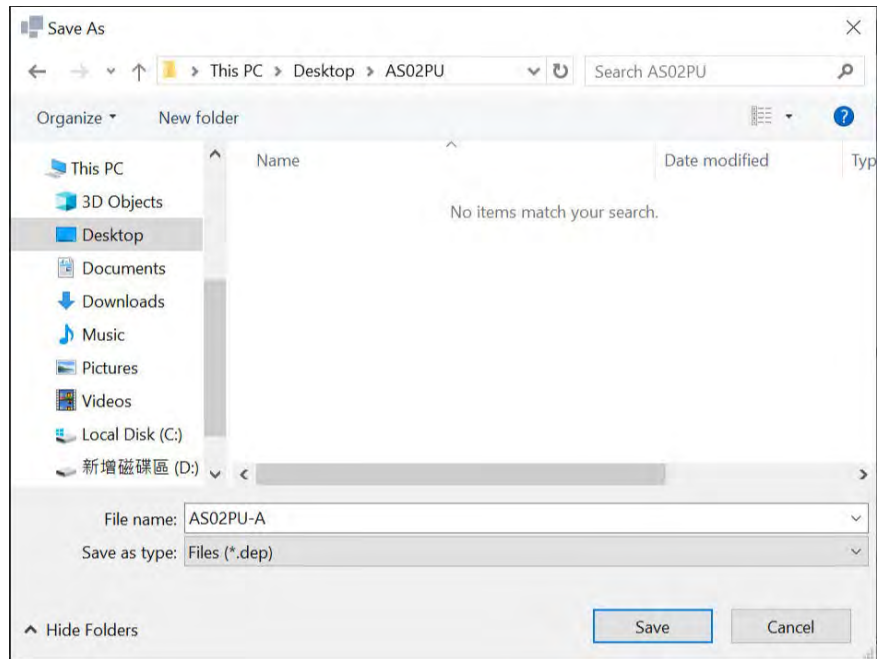 Save As
This PC > Desktop > AS02PU
Search AS02PU
Organize
New folder
Name
Date modified
Typ
No items match your search.
This PC
3D Objects
Desktop
Documents
Downloads
Music
Pictures
Videos
Local Disk (C:)
新增磁碟區 (D:)
File name: AS02PU-A
Save as type: Files (*.dep)
Hide Folders
Save
Cancel